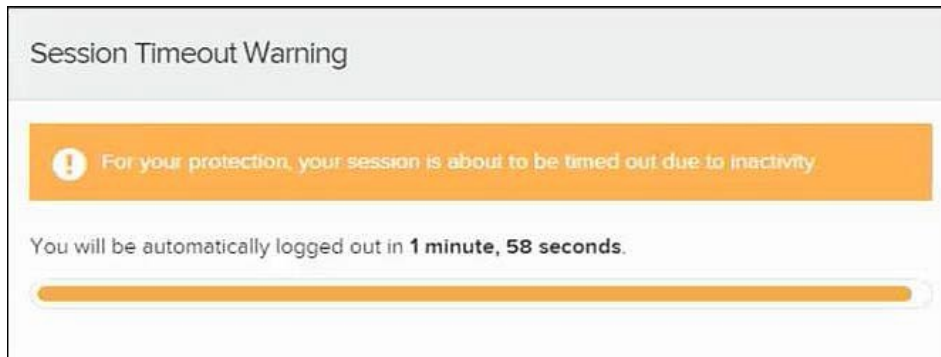 Session Timeout Warning
For your protection, your session is about to be timed out due to inactivity
You will be automatically logged out in 1 minute, 58 seconds.